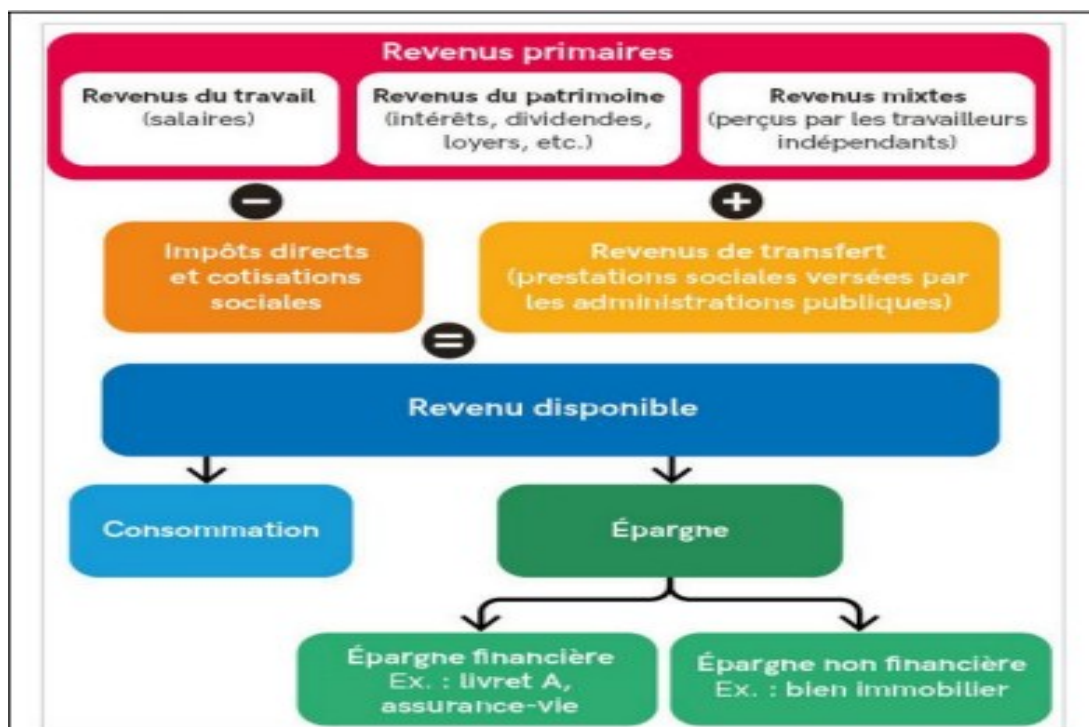 Revenus primaires
Revenus du travail
(salaires)
Revenus du patrimoine
(intérêts, dividendes,
loyers, etc.)
Revenus mixtes
(perçus par les travailleurs
indépendants)
−
+
Impôts directs
et cotisations
sociales
Revenus de transfert
(prestations sociales versées par
les administrations publiques)
=
Revenu disponible
Consommation
Épargne
Épargne financière
Ex. : livret A,
assurance-vie
Épargne non financière
Ex. : bien immobilier